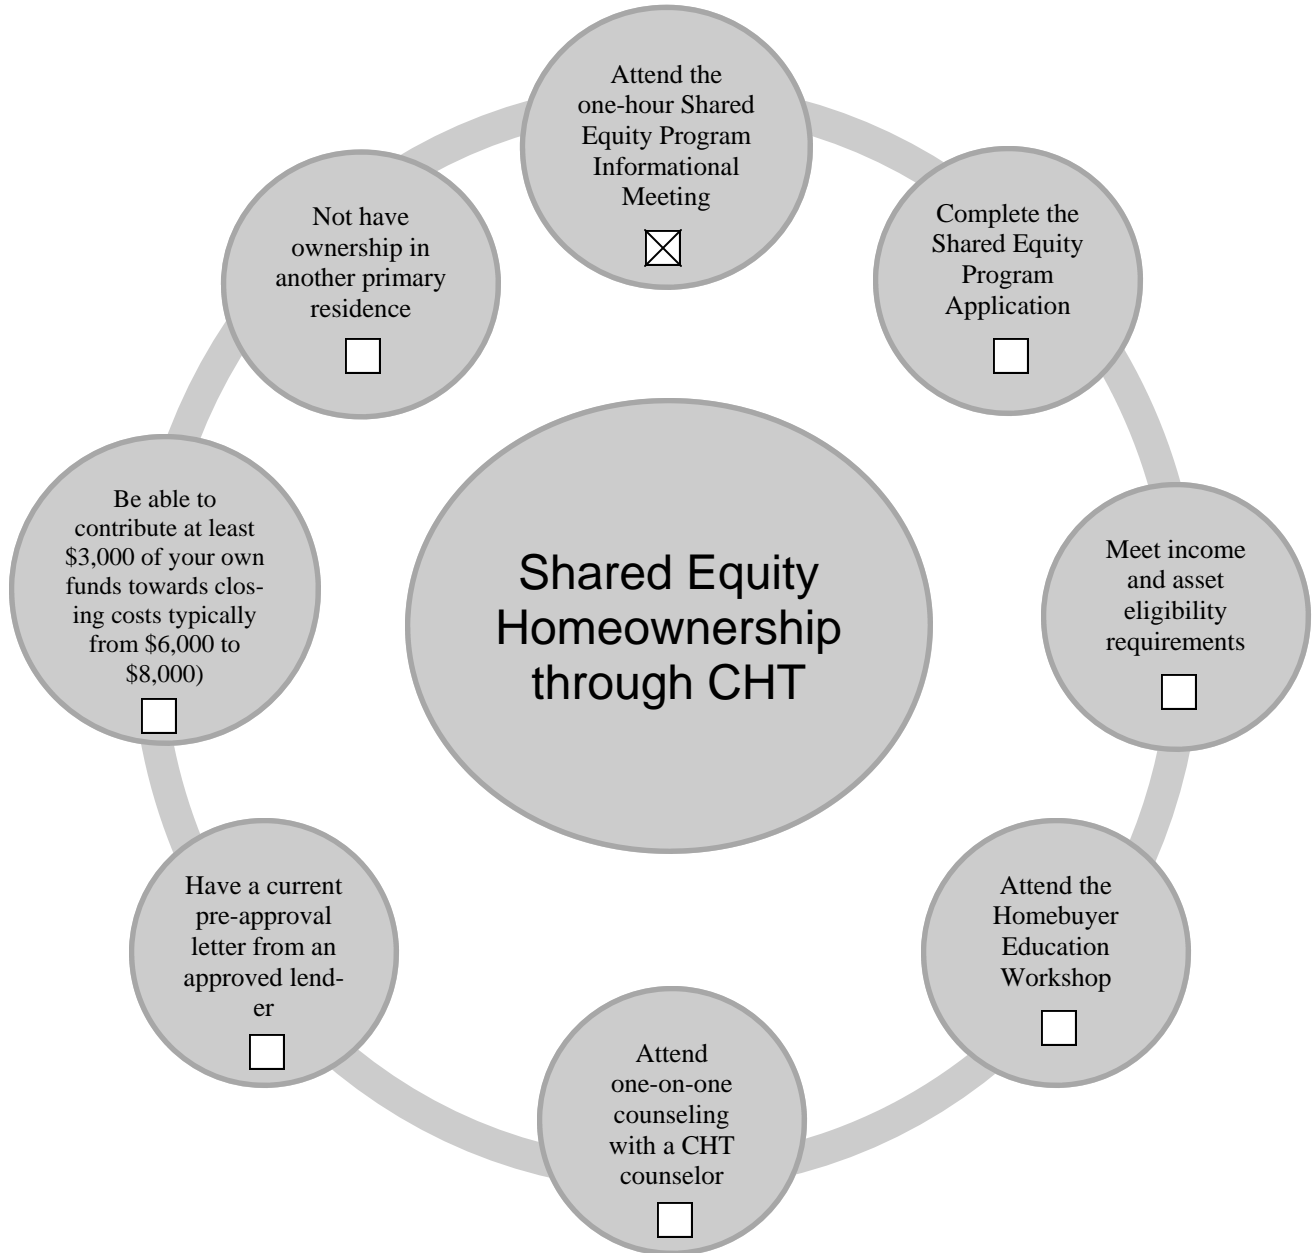 Attend the
one-hour Shared
Equity Program
Informational
Meeting
Complete the
Shared Equity
Program
Application
Meet income
and asset
eligibility
requirements
Attend the
Homebuyer
Education
Workshop
Attend
one-on-one
counseling
with a CHT
counselor
Have a current
pre-approval
letter from an
approved lend-
er
Be able to
contribute at least
$3,000 of your own
funds towards clos-
ing costs typically
from $6,000 to
$8,000)
Not have
ownership in
another primary
residence
Shared Equity
Homeownership
through CHT